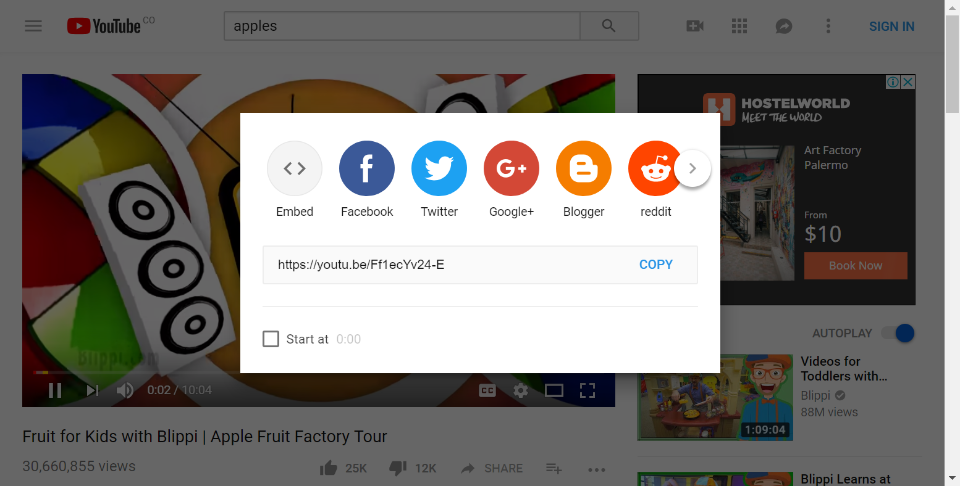 YouTube CO
apples
SIGN IN
HOSTELWORLD
MEET THE WORLD
Art Factory
Palermo
From
$10
Book Now
Embed
Facebook
Twitter
Google+
Blogger
reddit
https://youtu.be/Ff1ecYv24-E
COPY
Start at 0:00
Blippi.com
0:02 / 10:04
CC
AUTOPLAY
Videos for
Toddlers with...
Blippi
88M views
1:09:04
Fruit for Kids with Blippi | Apple Fruit Factory Tour
30,660,855 views
25K
12K
SHARE
Blippi Learns at